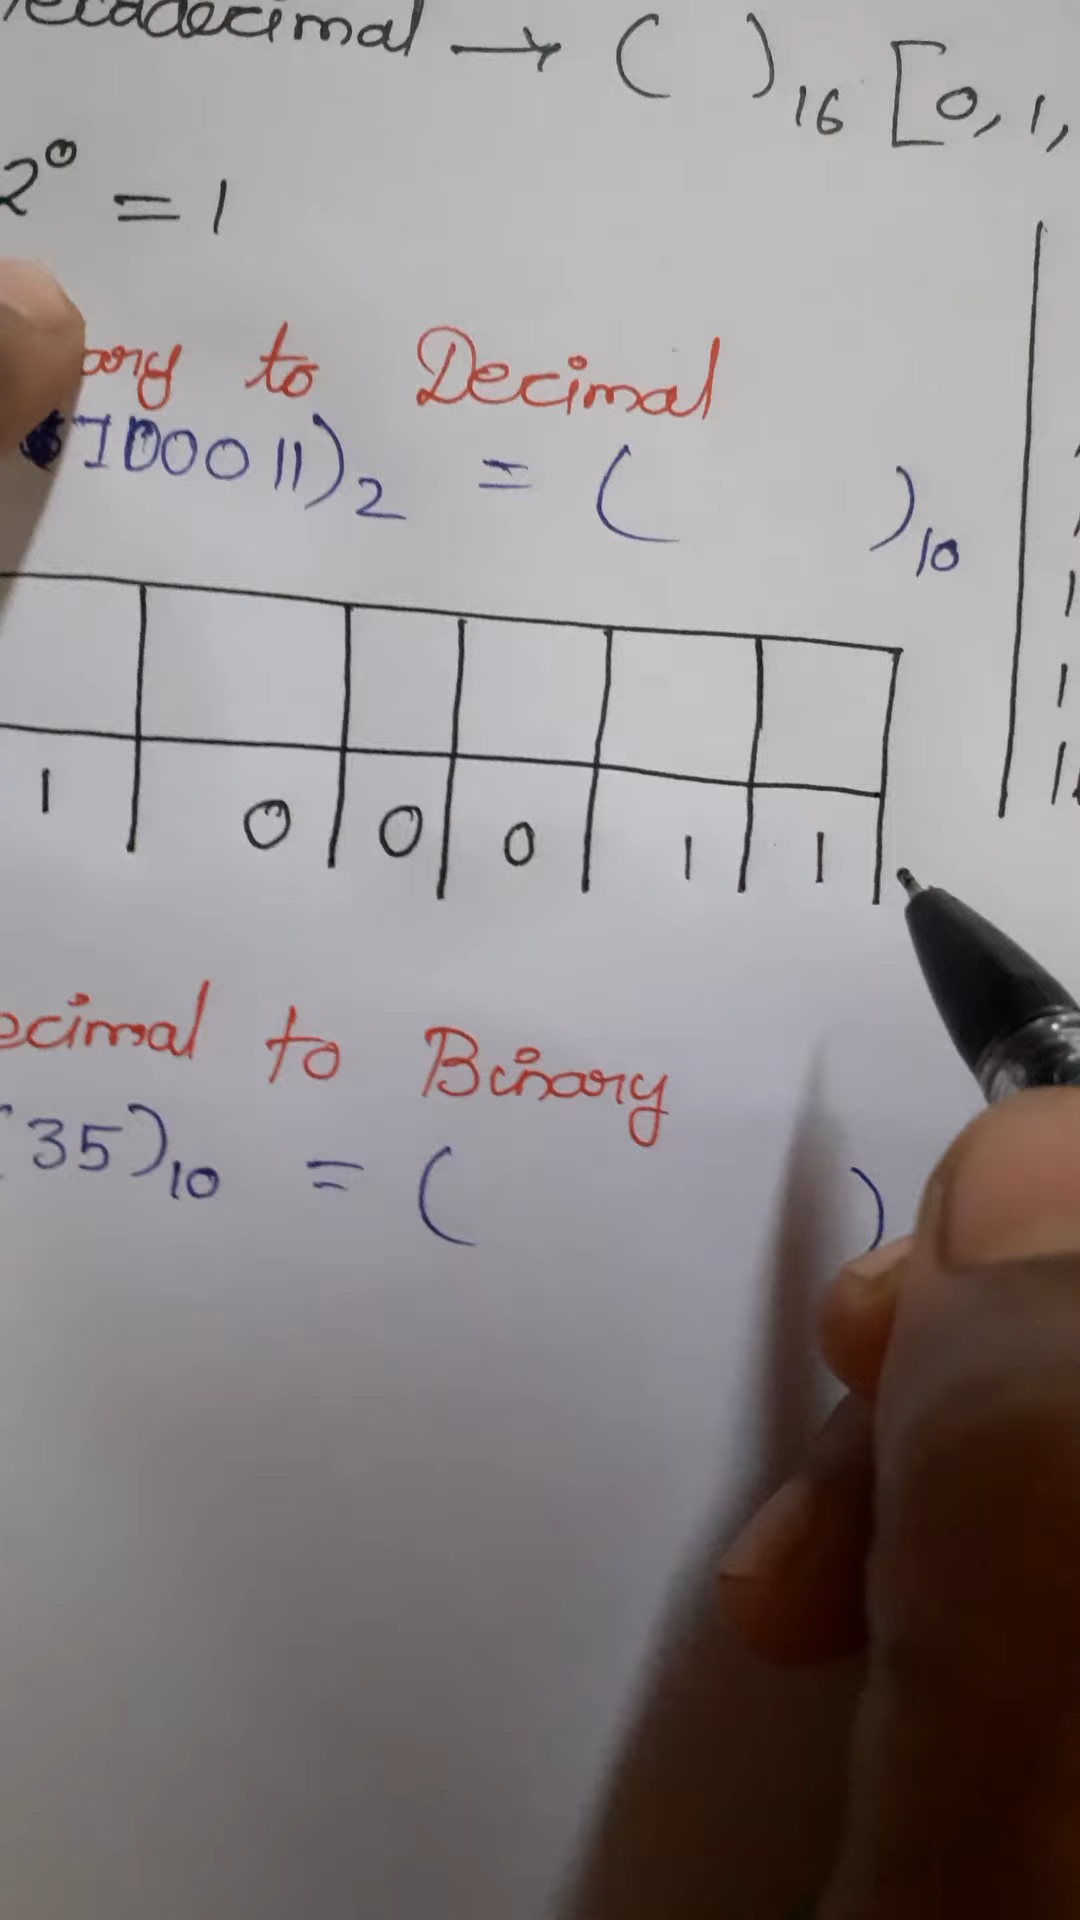 ecadecimal → ( )16 [0, 1,
2⁰ = 1
ary to Decimal
100011)2 = ( )10
1 0 0 0 1 1
ecimal to Binary
(35)10 = ( )